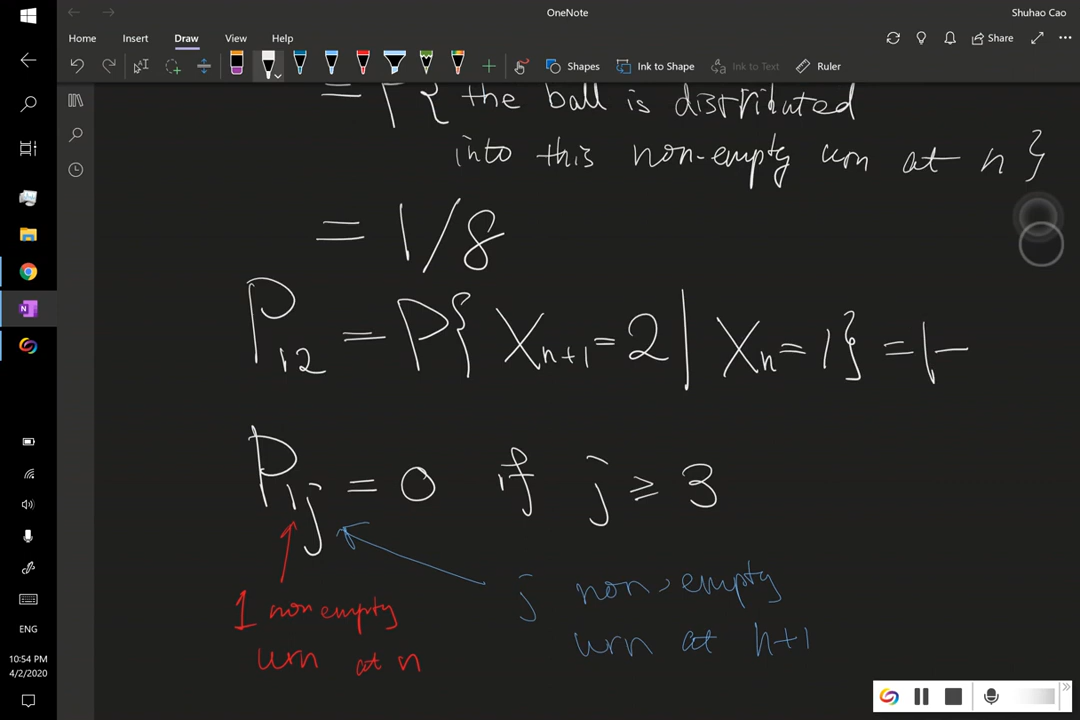 OneNote
Shuhao Cao
Home Insert Draw View Help
Share
Shapes
Ink to Shape
Ink to Text
Ruler
= P{ the ball is distributed
into this non-empty urn at n }
= 1/8
P12 = P{ Xn+1 = 2 | Xn = 1 } = 1-
P1j = 0 if j ≥ 3
j non-empty
urn at n+1
1 non empty
urn at n
ENG
10:54 PM
4/2/2020